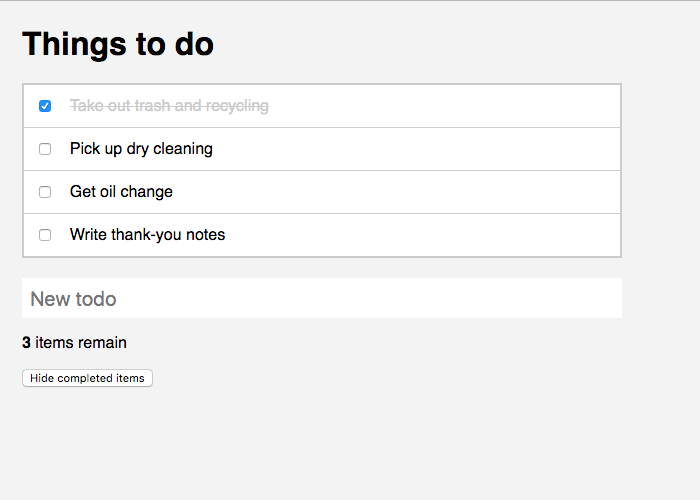 Things to do
Take out trash and recycling
Pick up dry cleaning
Get oil change
Write thank-you notes
New todo
3 items remain
Hide completed items